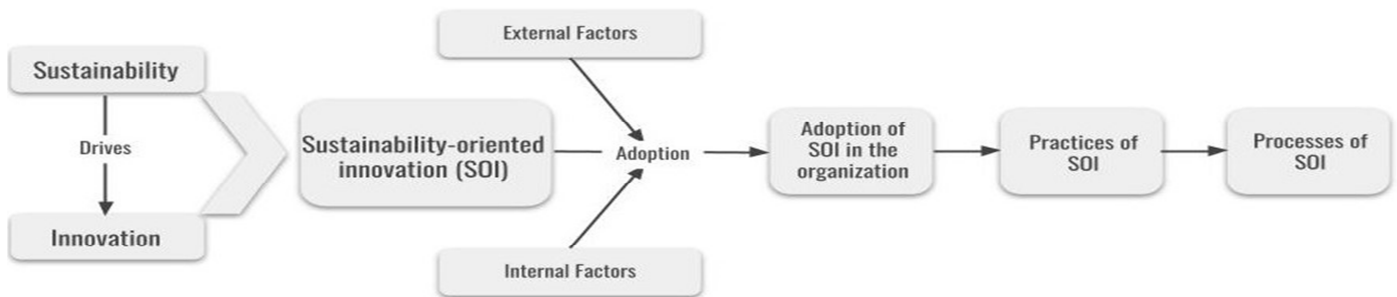 Sustainability
Drives
Innovation
Sustainability-oriented
innovation (SOI)
External Factors
Adoption
Internal Factors
Adoption of
SOI in the
organization
Practices of
SOI
Processes of
SOI